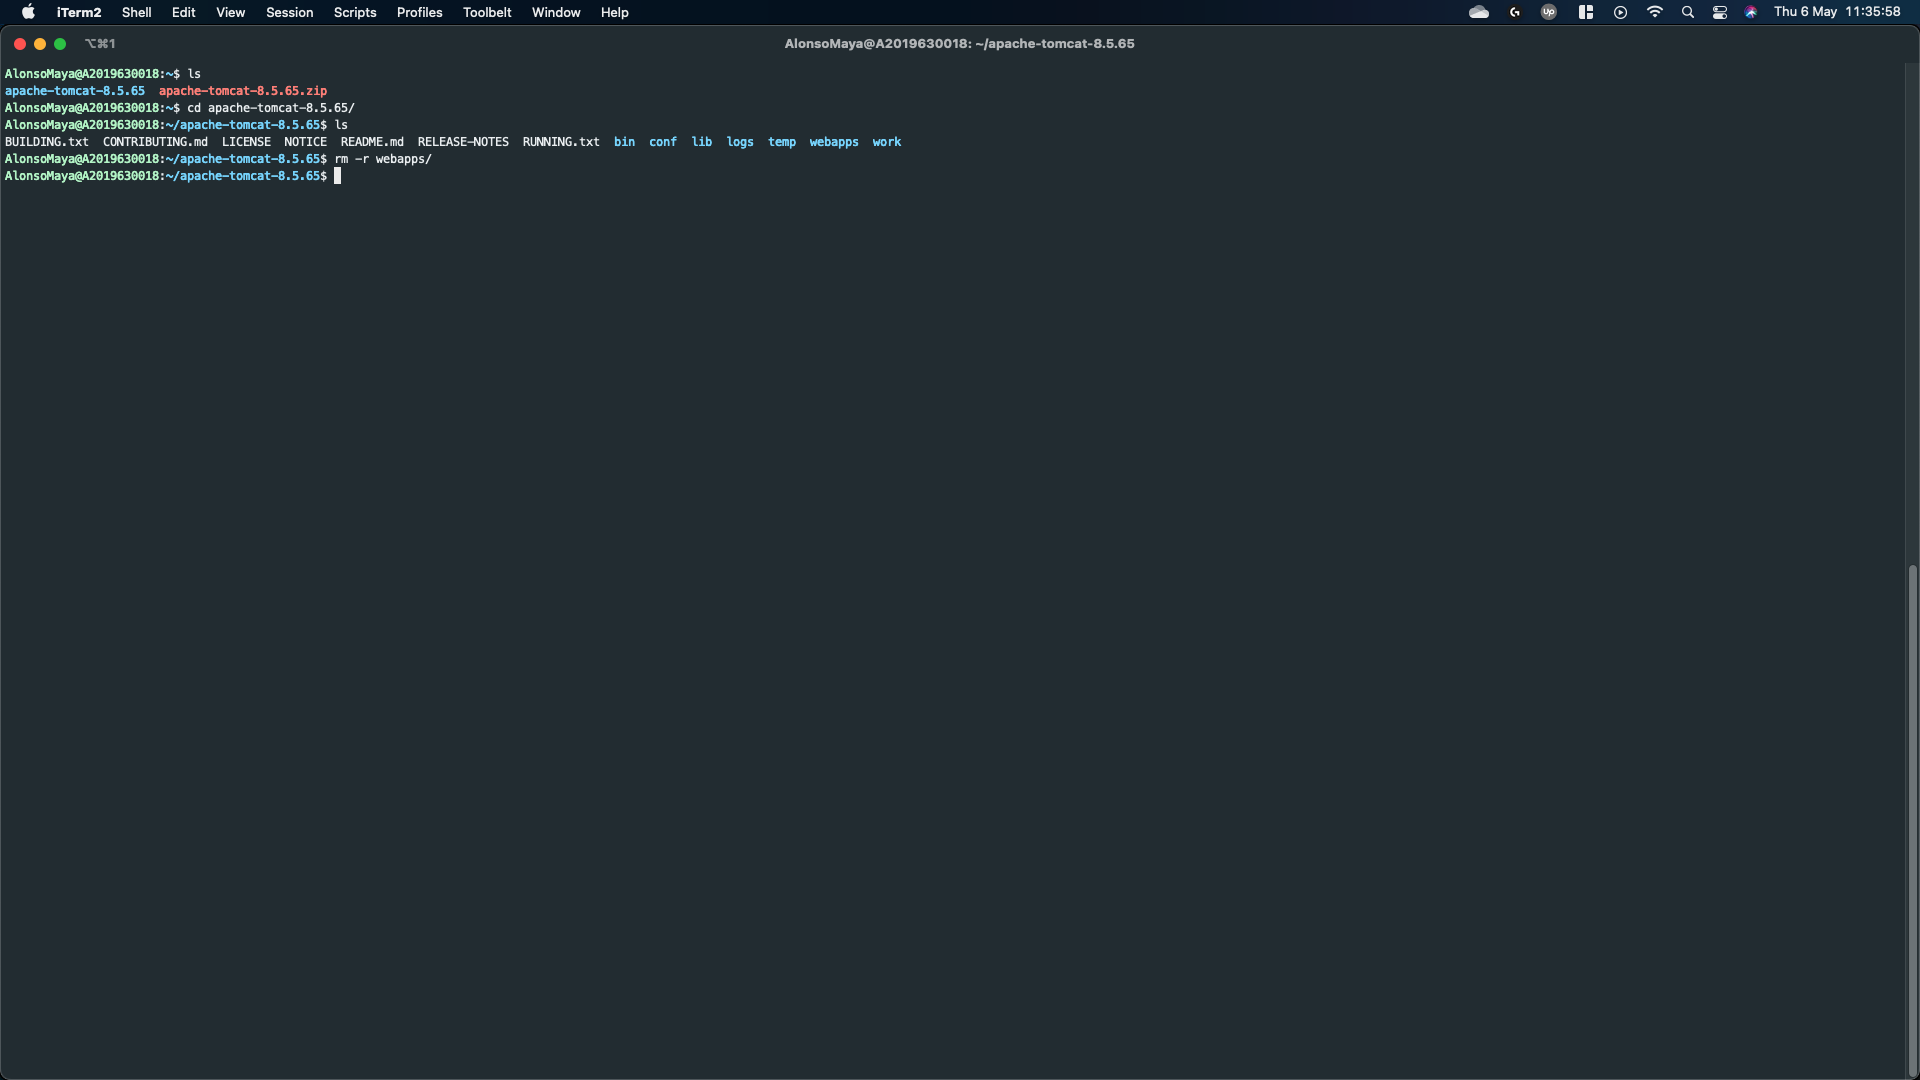 iTerm2 Shell Edit View Session Scripts Profiles Toolbelt Window Help Up Thu 6 May 11:35:58
⌥⌘1 AlonsoMaya@A2019630018: ~/apache-tomcat-8.5.65
AlonsoMaya@A2019630018:~$ ls
apache-tomcat-8.5.65 apache-tomcat-8.5.65.zip
AlonsoMaya@A2019630018:~$ cd apache-tomcat-8.5.65/
AlonsoMaya@A2019630018:~/apache-tomcat-8.5.65$ ls
BUILDING.txt CONTRIBUTING.md LICENSE NOTICE README.md RELEASE-NOTES RUNNING.txt bin conf lib logs temp webapps work
AlonsoMaya@A2019630018:~/apache-tomcat-8.5.65$ rm -r webapps/
AlonsoMaya@A2019630018:~/apache-tomcat-8.5.65$